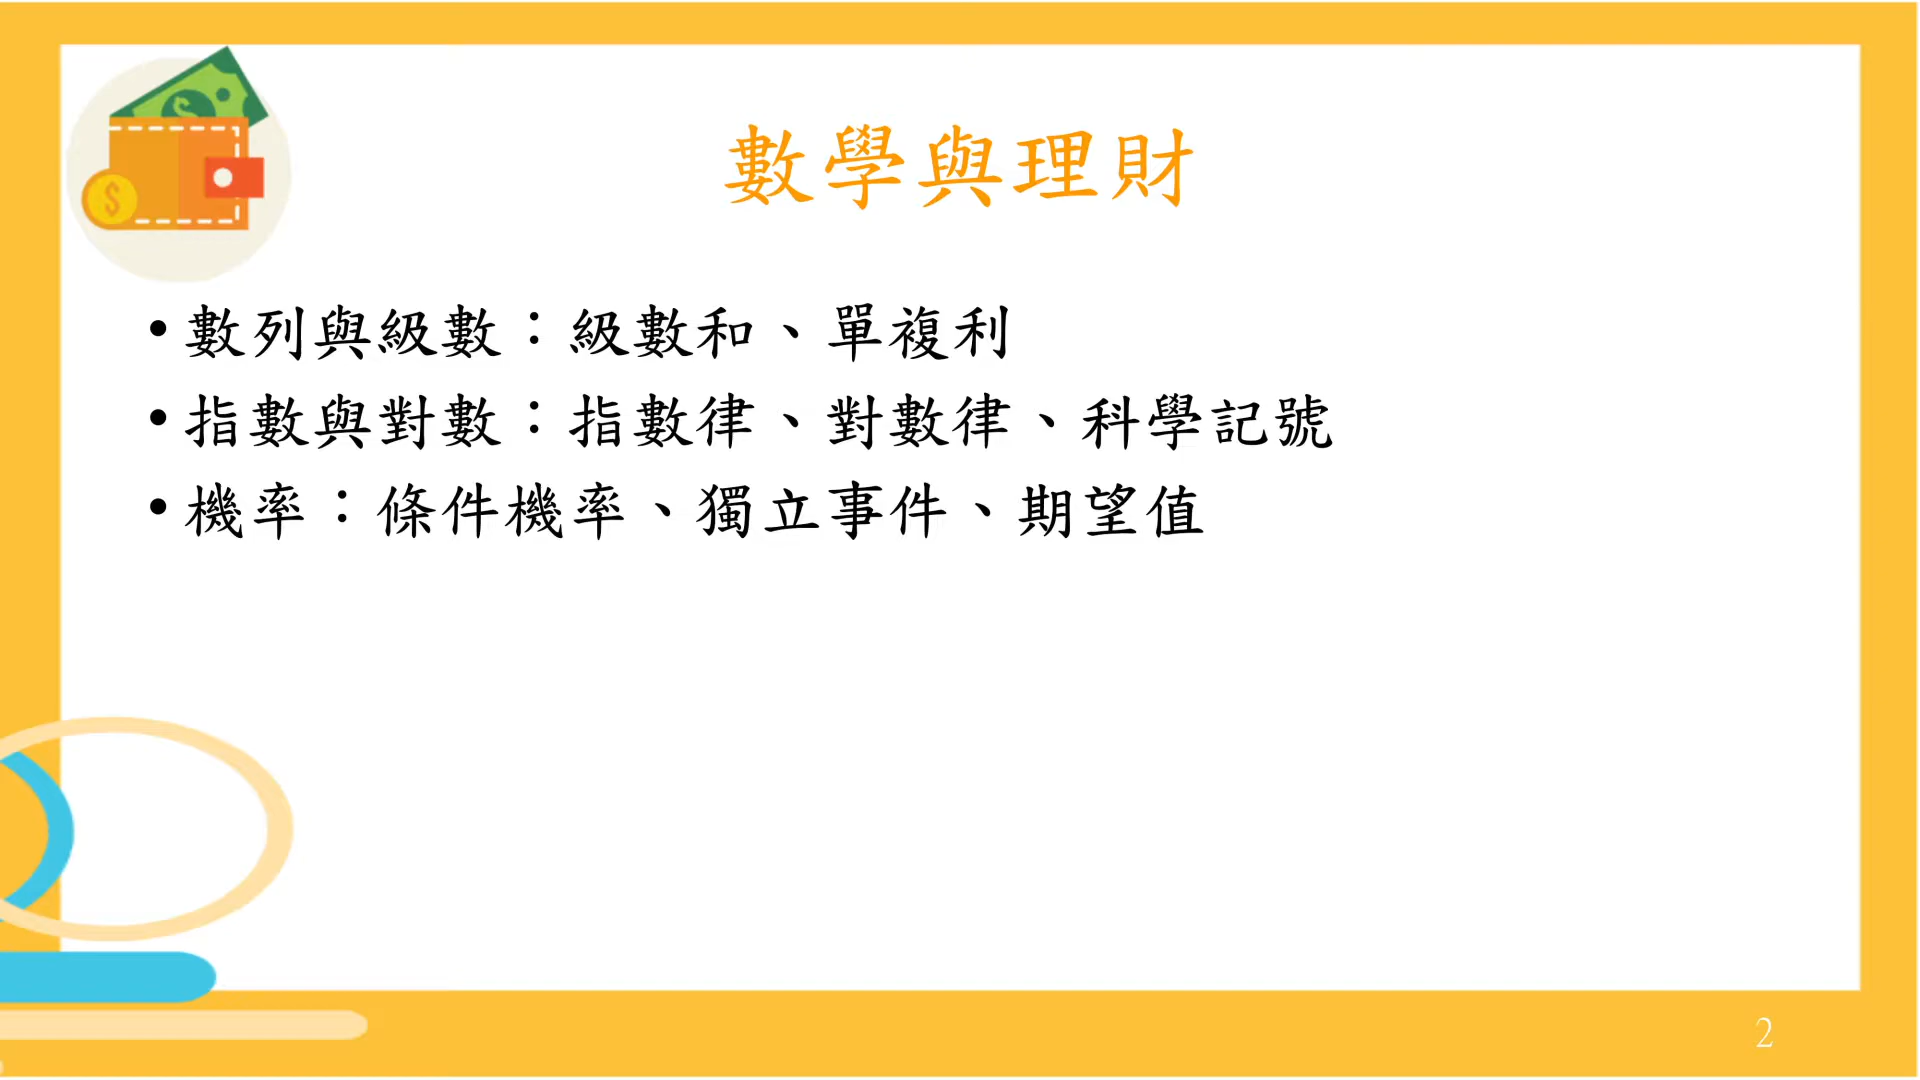 數學與理財
• 數列與級數：級數和、單複利
• 指數與對數：指數律、對數律、科學記號
• 機率：條件機率、獨立事件、期望值
$
$
2